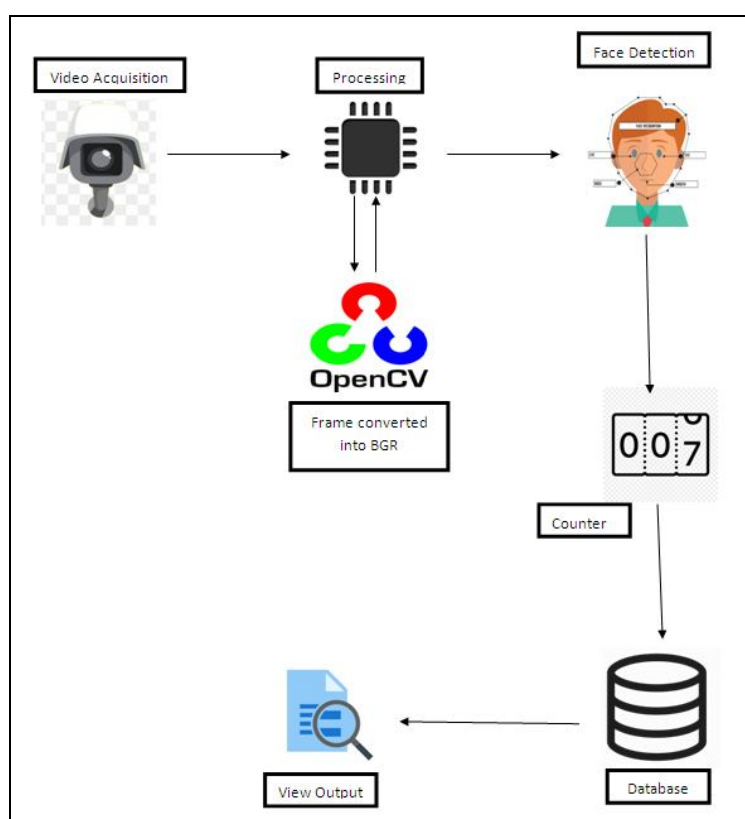 Video Acquisition
Processing
Face Detection
OpenCV
Frame converted
into BGR
007
Counter
Database
View Output